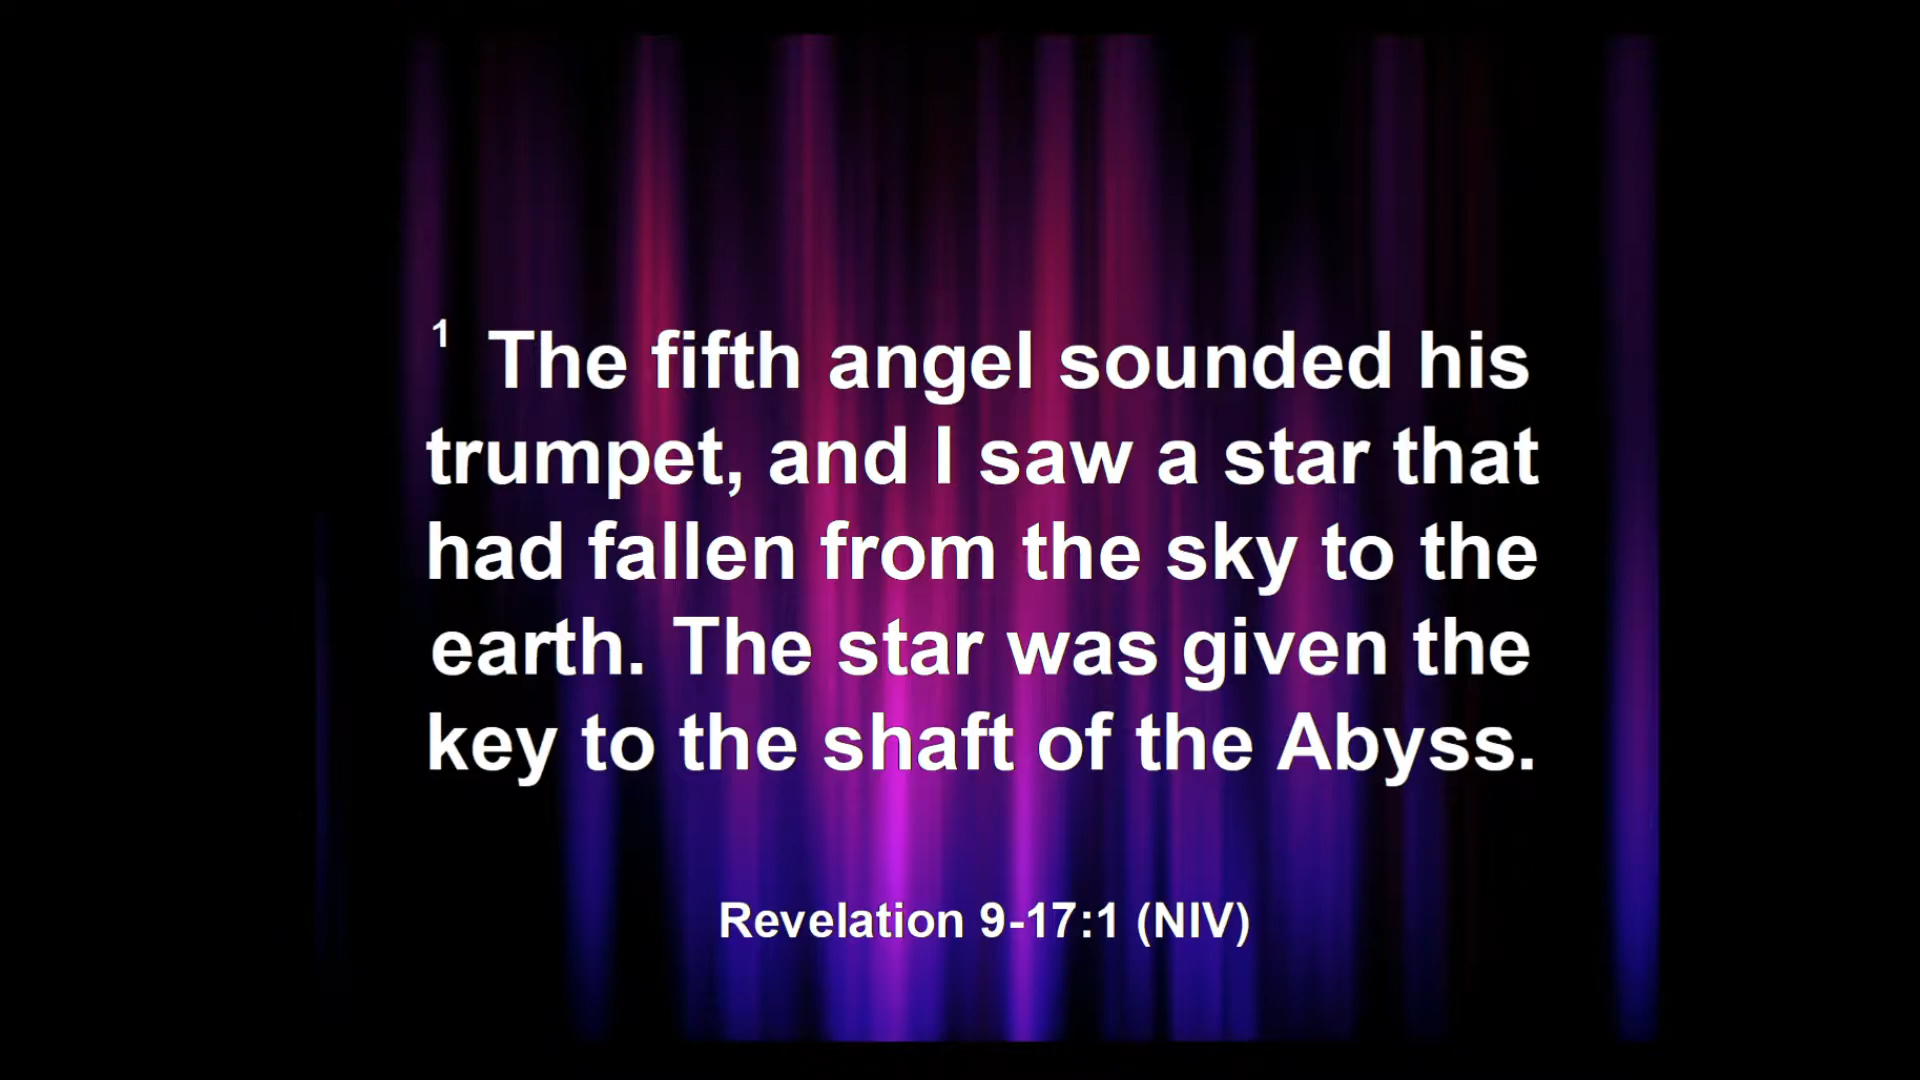 1 The fifth angel sounded his
trumpet, and I saw a star that
had fallen from the sky to the
earth. The star was given the
key to the shaft of the Abyss.
Revelation 9-17:1 (NIV)